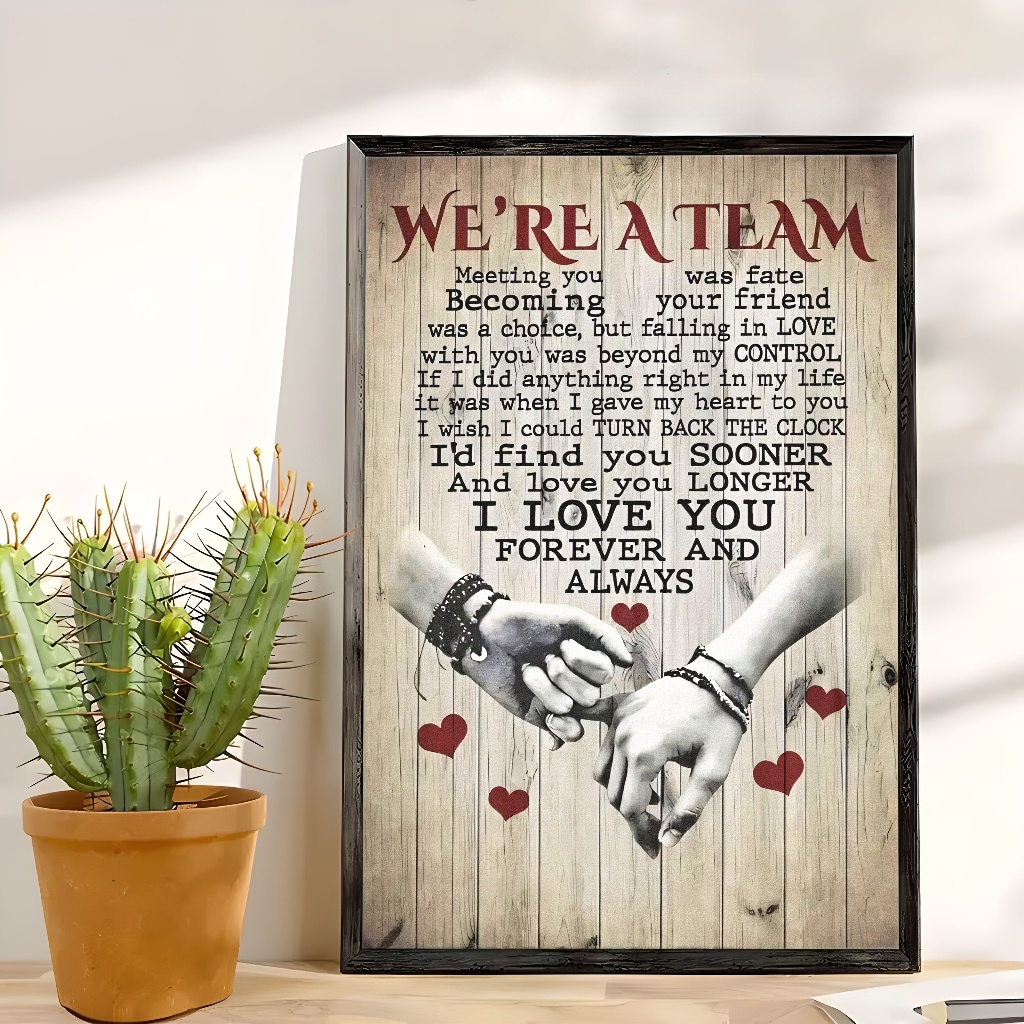 WE'RE A TEAM
Meeting you was fate
Becoming your friend
was a choice, but falling in LOVE
with you was beyond my CONTROL
If I did anything right in my life
it was when I gave my heart to you
I wish I could TURN BACK THE CLOCK
I'd find you SOONER
And love you LONGER
I LOVE YOU
FOREVER AND
ALWAYS